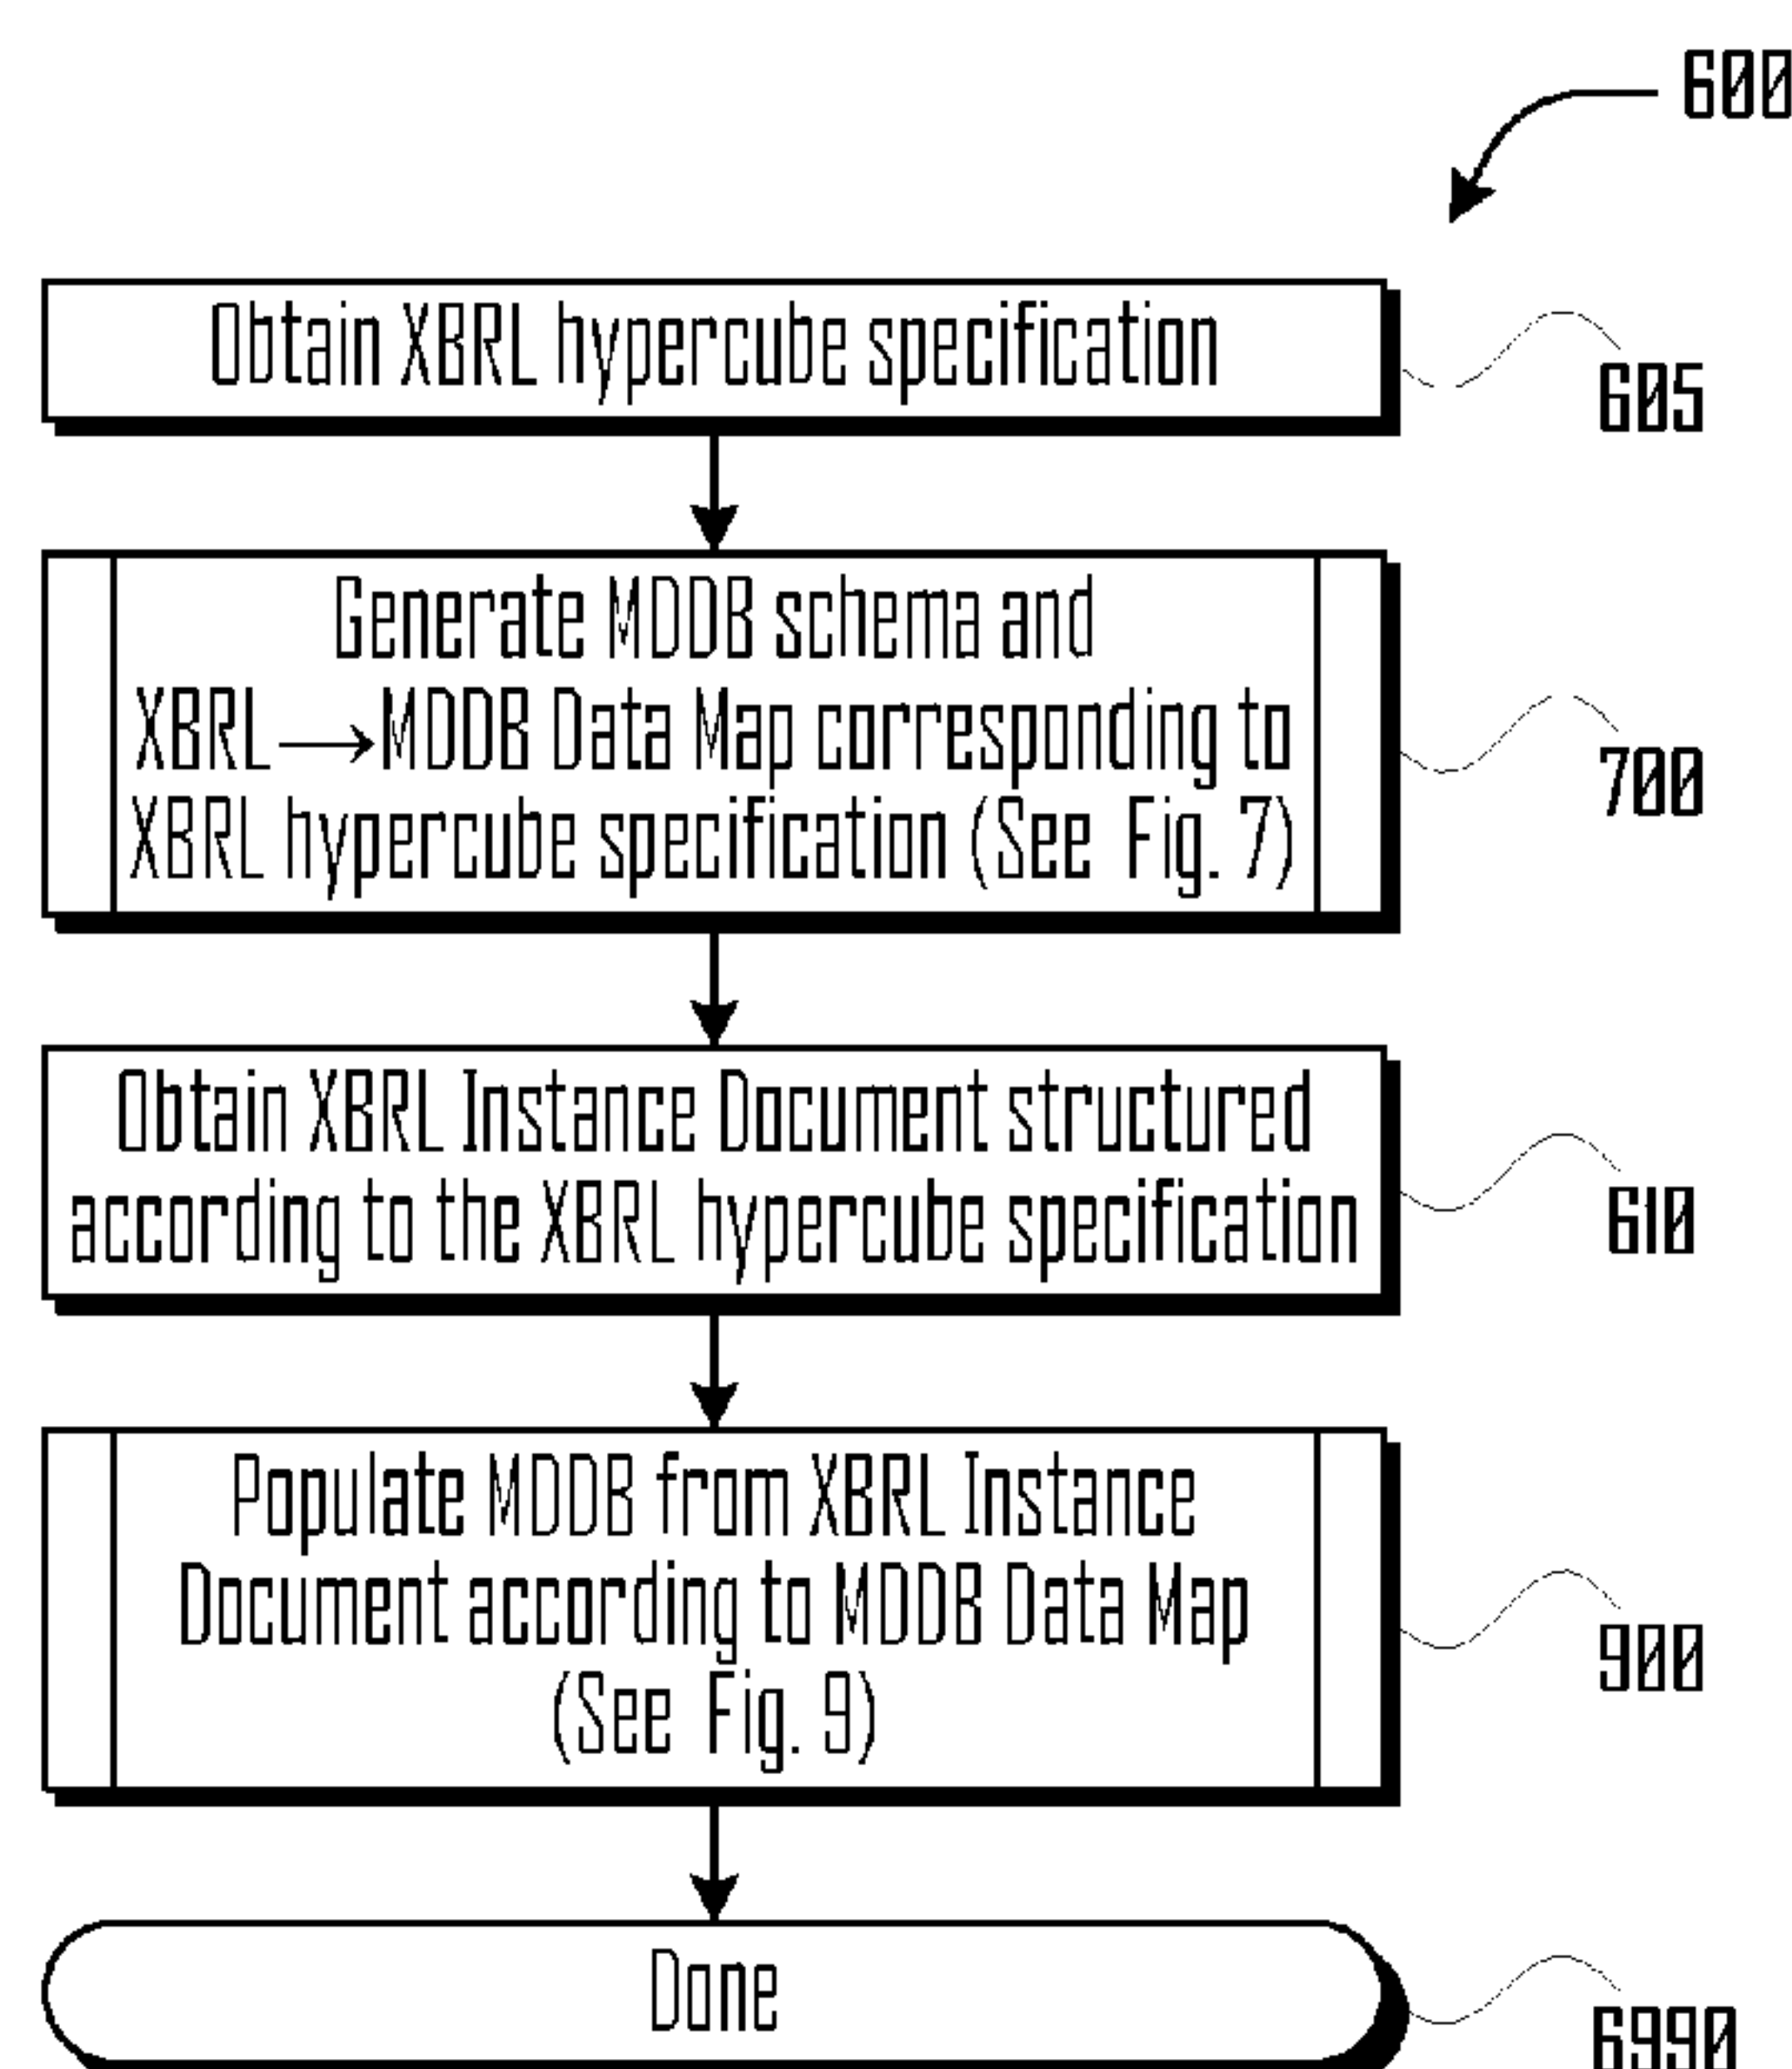 600
Obtain XBRL hypercube specification
605
Generate MDDB schema and
XBRL→MDDB Data Map corresponding to
XBRL hypercube specification (See Fig. 7)
700
Obtain XBRL Instance Document structured
according to the XBRL hypercube specification
610
Populate MDDB from XBRL Instance
Document according to MDDB Data Map
(See Fig. 9)
900
Done
6990